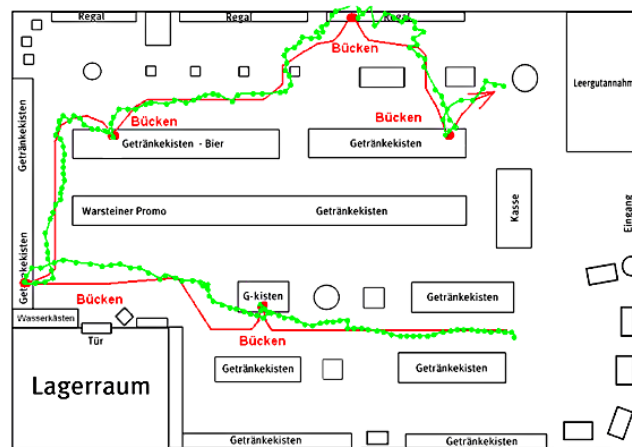 Regal
Regal
Regal
Bücken
Leergutannahm
Bücken
Bücken
Getränkekisten
Getränkekisten - Bier
Getränkekisten
Warsteiner Promo
Getränkekisten
Kasse
Eingang
Getränkekisten
Bücken
G-kisten
Getränkekisten
Wasserkästen
Tür
Bücken
Getränkekisten
Getränkekisten
Lagerraum
Getränkekisten
Getränkekisten